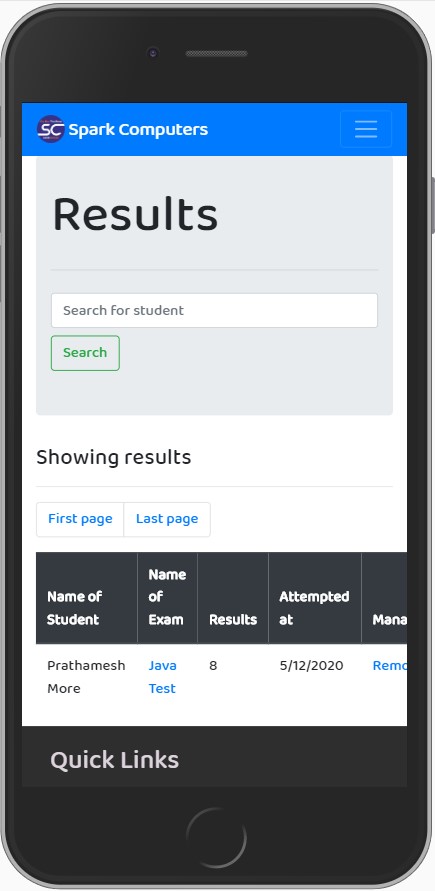 SC Spark Computers
Results
Search for student
Search
Showing results
First page Last page
Name of Student Name of Exam Results Attempted at Mana
Prathamesh More Java Test 8 5/12/2020 Remo
Quick Links